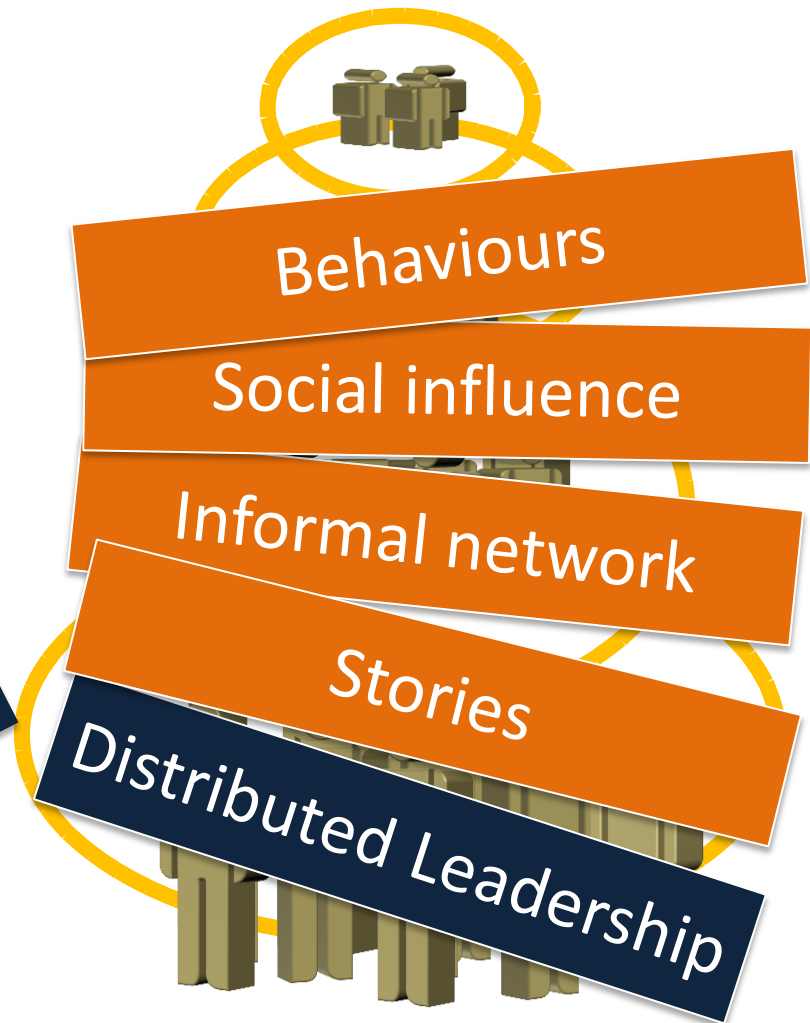 Behaviours
Social influence
Informal network
Stories
Distributed Leadership